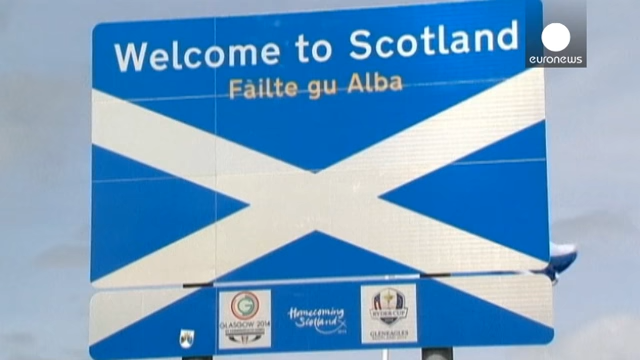 Welcome to Scotland
Fàilte gu Alba
euronews
GLASGOW 2014
Homecoming
Scotland
RYDER CUP
GLENEAGLES